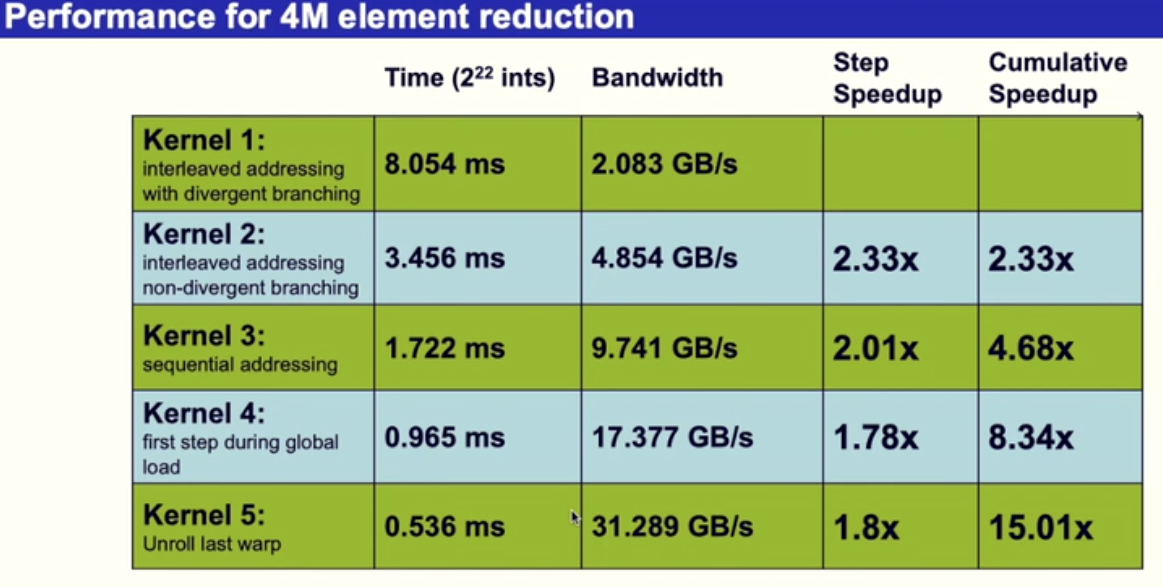 Performance for 4M element reduction
Time (2²² ints) Bandwidth Step Speedup Cumulative Speedup
Kernel 1:
interleaved addressing
with divergent branching
8.054 ms 2.083 GB/s
Kernel 2:
interleaved addressing
non-divergent branching
3.456 ms 4.854 GB/s 2.33x 2.33x
Kernel 3:
sequential addressing
1.722 ms 9.741 GB/s 2.01x 4.68x
Kernel 4:
first step during global
load
0.965 ms 17.377 GB/s 1.78x 8.34x
Kernel 5:
Unroll last warp
0.536 ms 31.289 GB/s 1.8x 15.01x